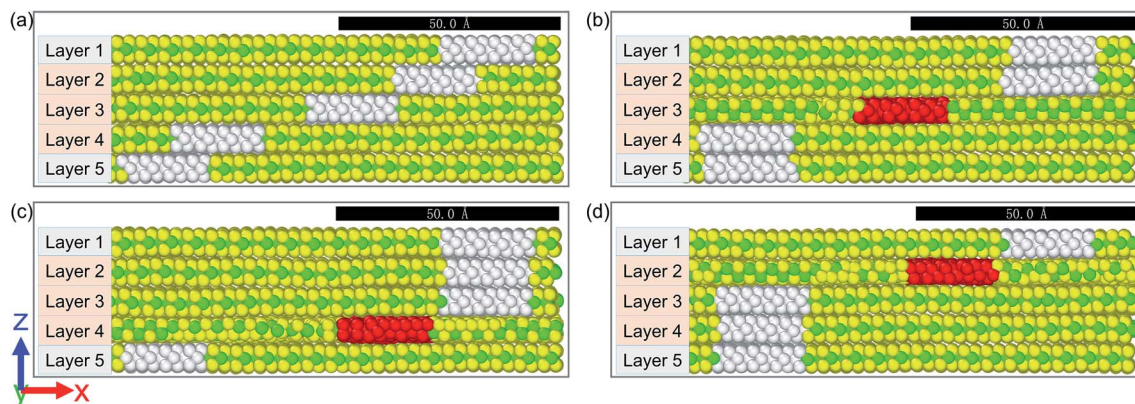 (a)
50.0 Å
Layer 1
Layer 2
Layer 3
Layer 4
Layer 5
(b)
50.0 Å
Layer 1
Layer 2
Layer 3
Layer 4
Layer 5
(c)
50.0 Å
Layer 1
Layer 2
Layer 3
Layer 4
Layer 5
(d)
50.0 Å
Layer 1
Layer 2
Layer 3
Layer 4
Layer 5
Z
y
X